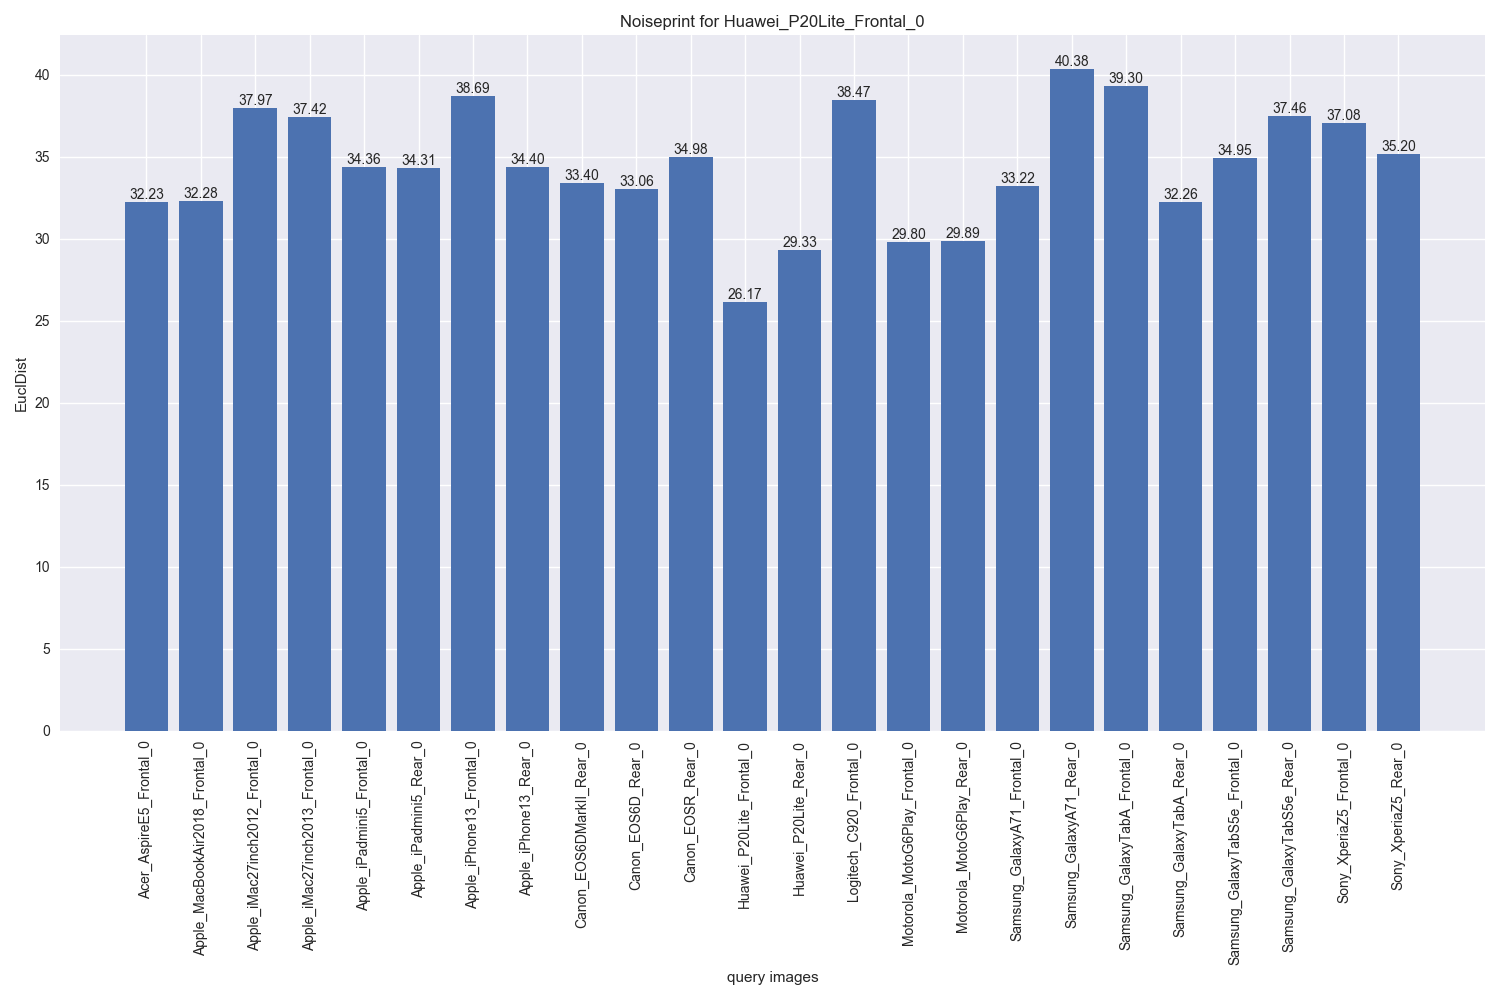 Noiseprint for Huawei_P20Lite_Frontal_0
EuclDist
40
35
30
25
20
15
10
5
0
32.23
32.28
37.97
37.42
34.36
34.31
38.69
34.40
33.40
33.06
34.98
26.17
29.33
38.47
29.80
29.89
33.22
40.38
39.30
32.26
34.95
37.46
37.08
35.20
Acer_AspireE5_Frontal_0
Apple_MacBookAir2018_Frontal_0
Apple_iMac27inch2012_Frontal_0
Apple_iMac27inch2013_Frontal_0
Apple_iPadmini5_Frontal_0
Apple_iPadmini5_Rear_0
Apple_iPhone13_Frontal_0
Apple_iPhone13_Rear_0
Canon_EOS6DMarkII_Rear_0
Canon_EOS6D_Rear_0
Canon_EOSR_Rear_0
Huawei_P20Lite_Frontal_0
Huawei_P20Lite_Rear_0
Logitech_C920_Frontal_0
Motorola_MotoG6Play_Frontal_0
Motorola_MotoG6Play_Rear_0
Samsung_GalaxyA71_Frontal_0
Samsung_GalaxyA71_Rear_0
Samsung_GalaxyTabA_Frontal_0
Samsung_GalaxyTabA_Rear_0
Samsung_GalaxyTabS5e_Frontal_0
Samsung_GalaxyTabS5e_Rear_0
Sony_XperiaZ5_Frontal_0
Sony_XperiaZ5_Rear_0
query images